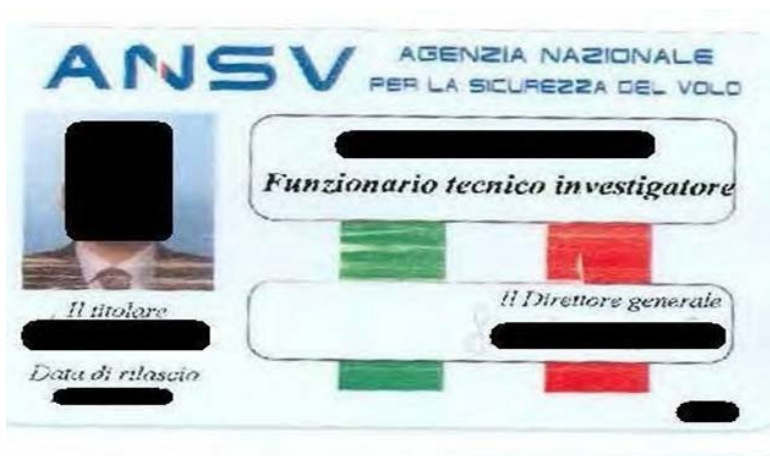 ANSV
AGENZIA NAZIONALE
PER LA SICUREZZA DEL VOLO
Funzionario tecnico investigatore
Il titolare
Il Direttore generale
Data di rilascio